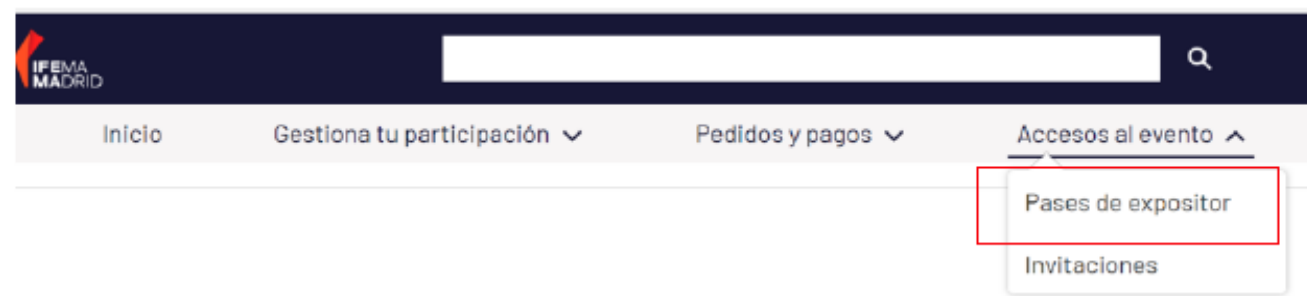 IFEMA
MADRID
Inicio Gestiona tu participación Pedidos y pagos Accesos al evento
Pases de expositor
Invitaciones